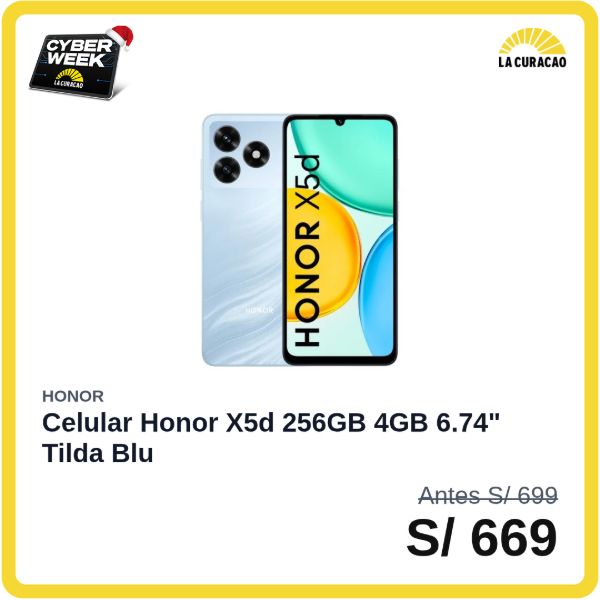 CYBER
WEEK
LA CURACAO
LA CURACAO
HONOR X5d
HONOR
HONOR
Celular Honor X5d 256GB 4GB 6.74"
Tilda Blu
Antes S/ 699
S/ 669